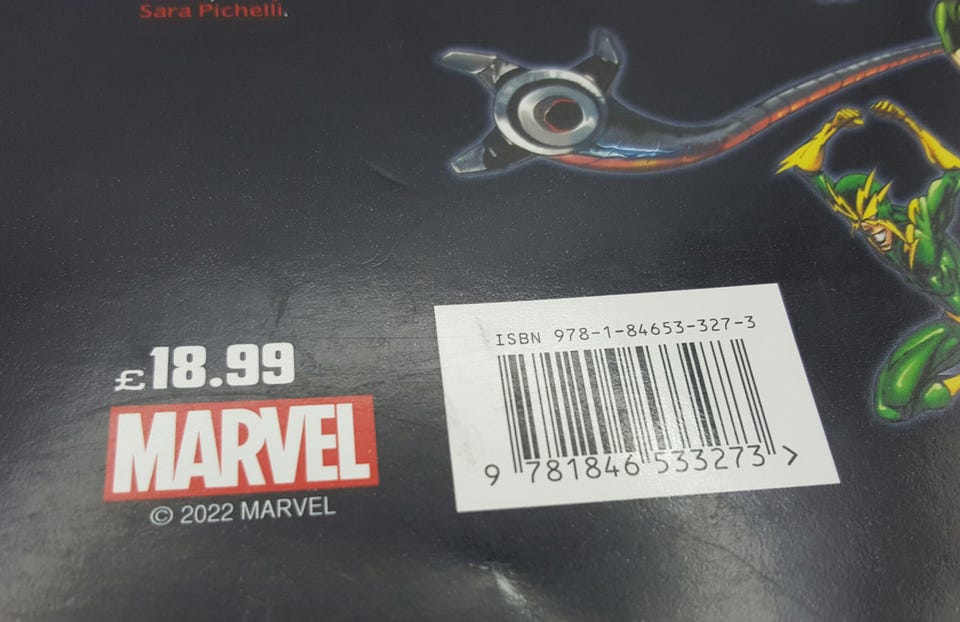 Sara Pichelli.
ISBN 978-1-84653-327-3
9 781846 533273 >
£18.99
MARVEL
© 2022 MARVEL